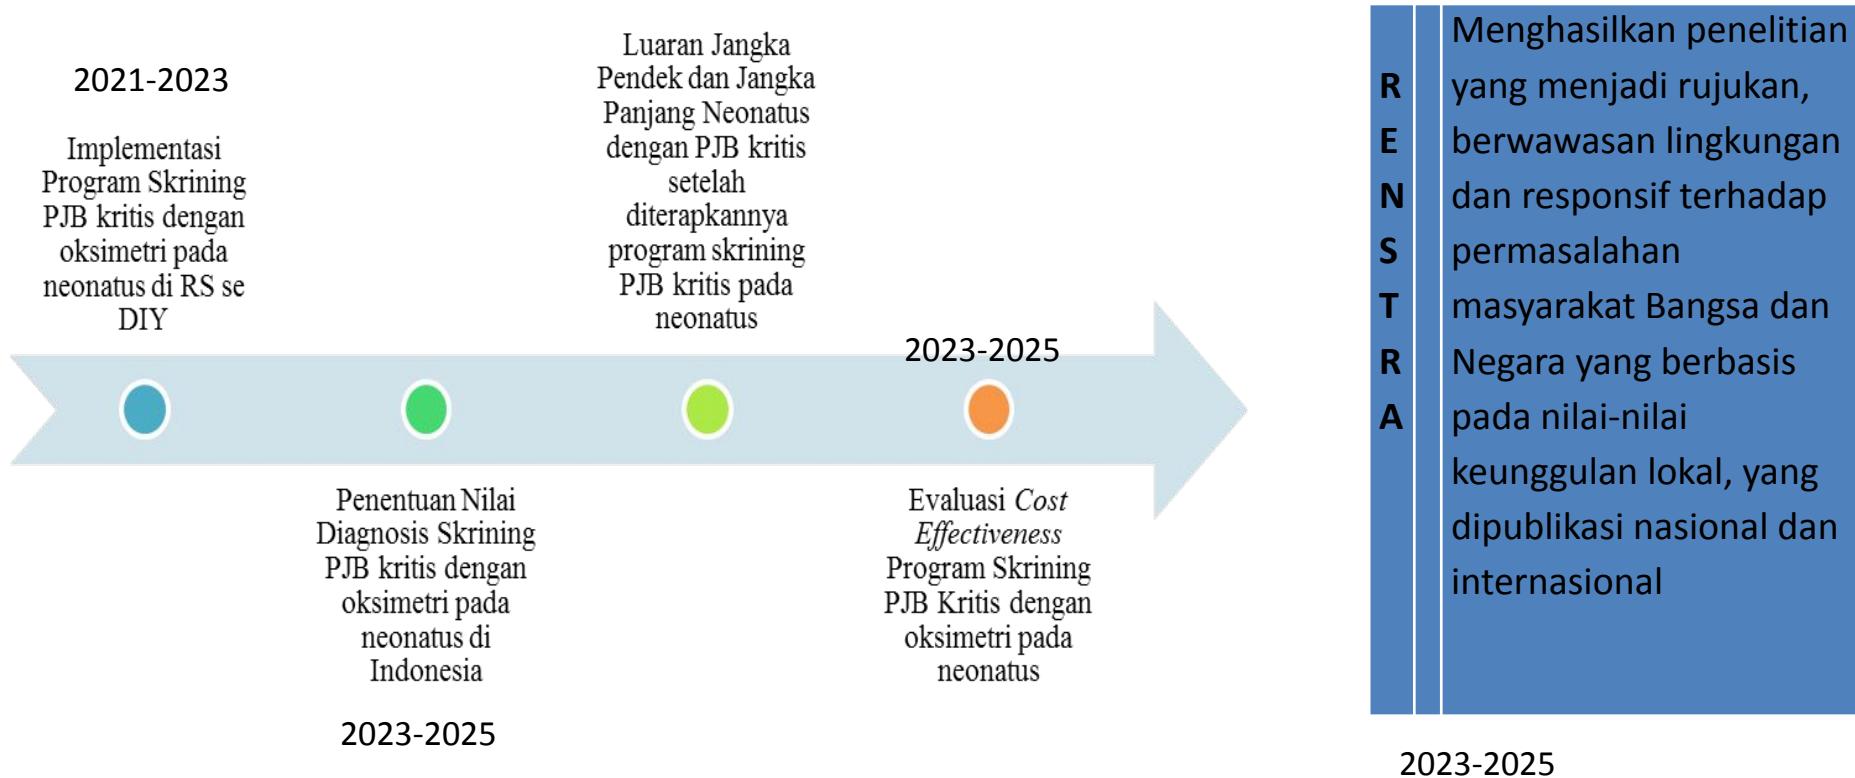 2021-2023
Implementasi
Program Skrining
PJB kritis dengan
oksimetri pada
neonatus di RS se
DIY
Penentuan Nilai
Diagnosis Skrining
PJB kritis dengan
oksimetri pada
neonatus di
Indonesia
2023-2025
Luaran Jangka
Pendek dan Jangka
Panjang Neonatus
dengan PJB kritis
setelah
diterapkannya
program skrining
PJB kritis pada
neonatus
2023-2025
Evaluasi Cost
Effectiveness
Program Skrining
PJB Kritis dengan
oksimetri pada
neonatus
R
E
N
S
T
R
A
Menghasilkan penelitian
yang menjadi rujukan,
berwawasan lingkungan
dan responsif terhadap
permasalahan
masyarakat Bangsa dan
Negara yang berbasis
pada nilai-nilai
keunggulan lokal, yang
dipublikasi nasional dan
internasional
2023-2025